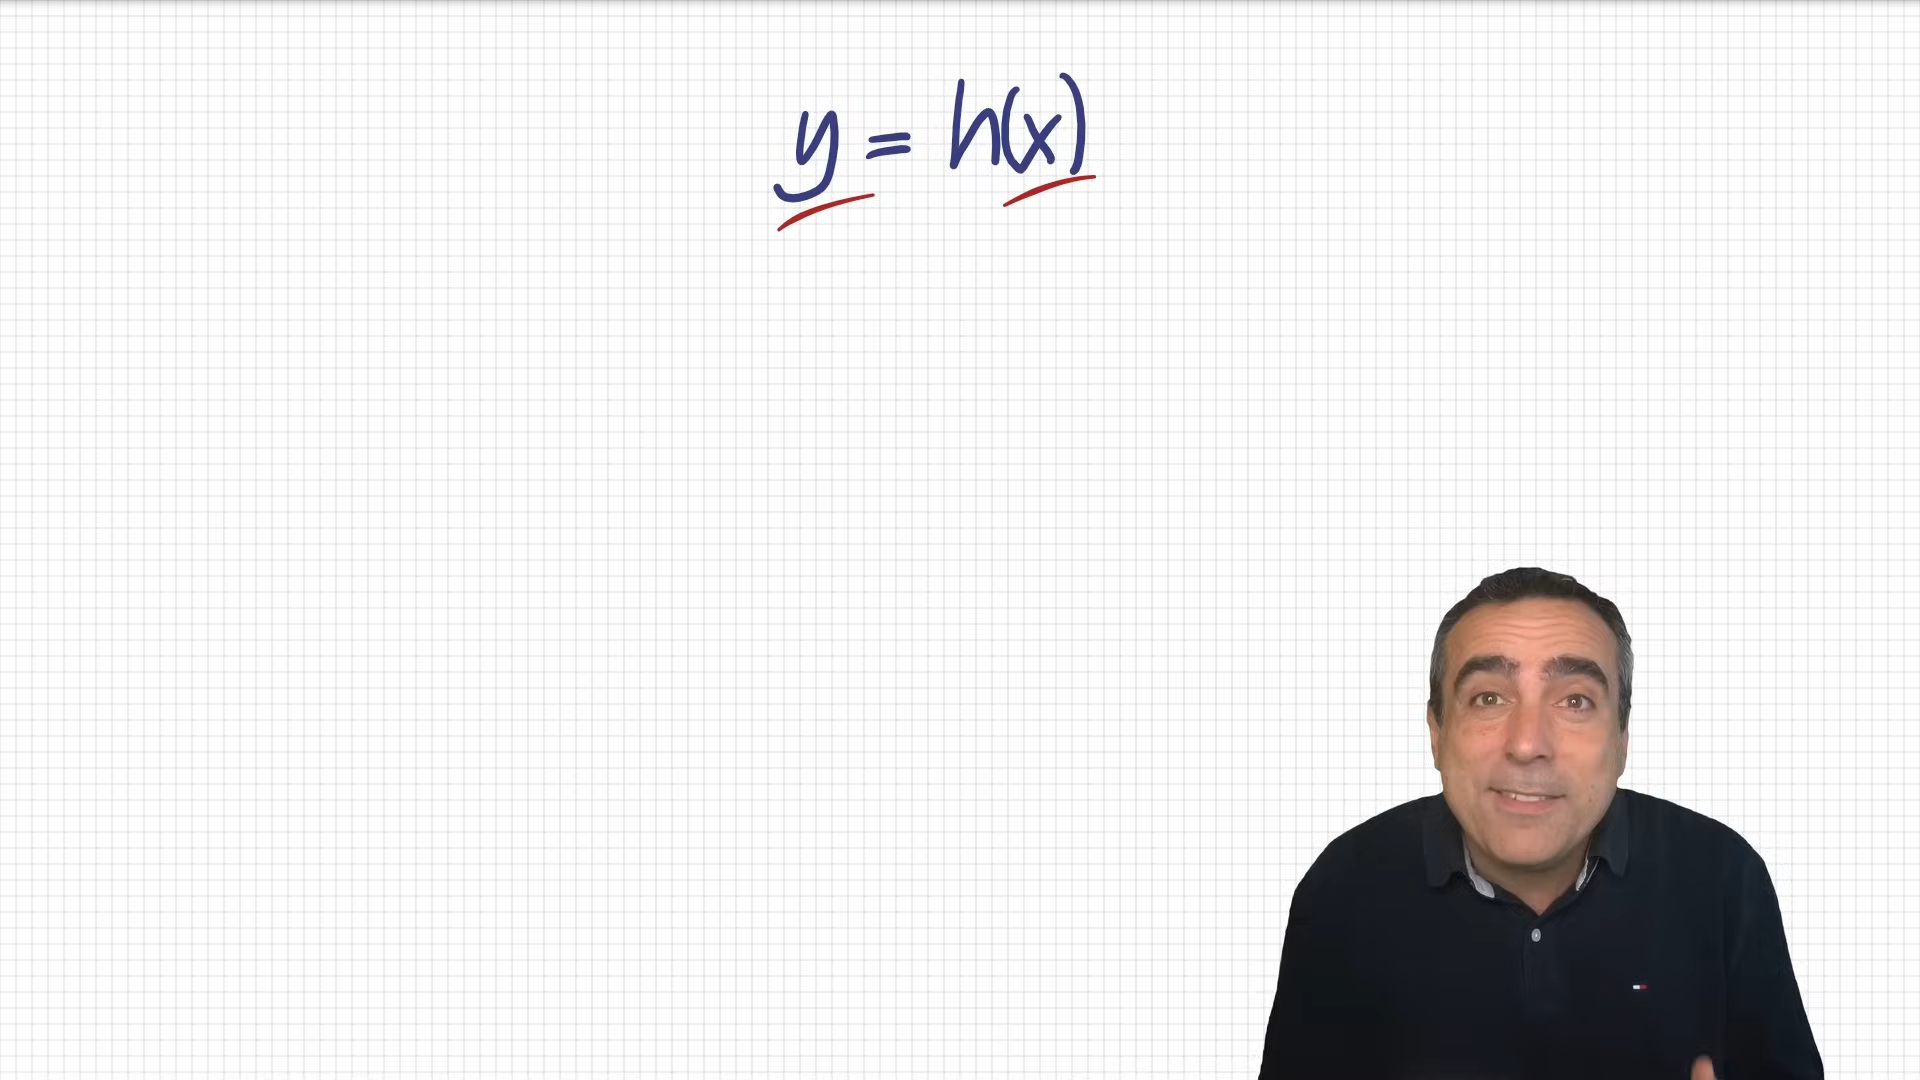 y = h(x)